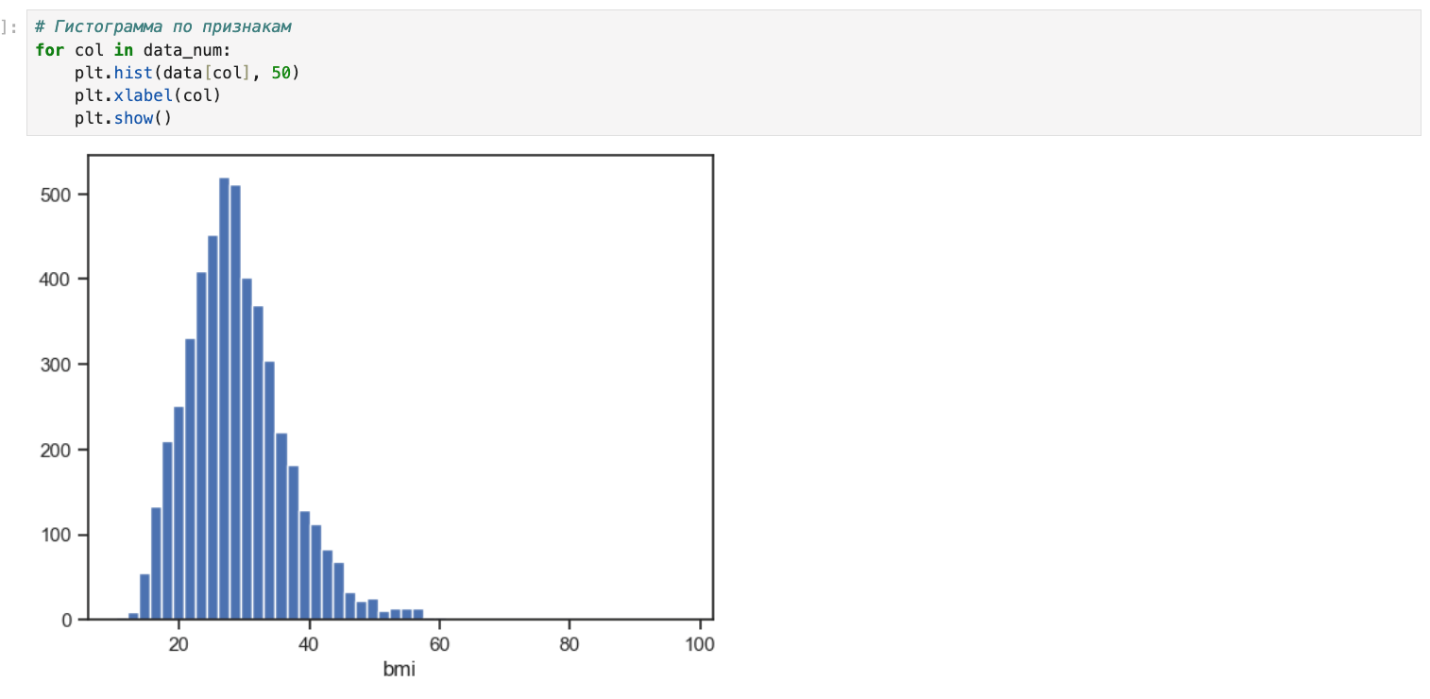 ]: # Гистограмма по признакам
for col in data_num:
    plt.hist(data[col], 50)
    plt.xlabel(col)
    plt.show()
500
400
300
200
100
0
20 40 60 80 100
bmi